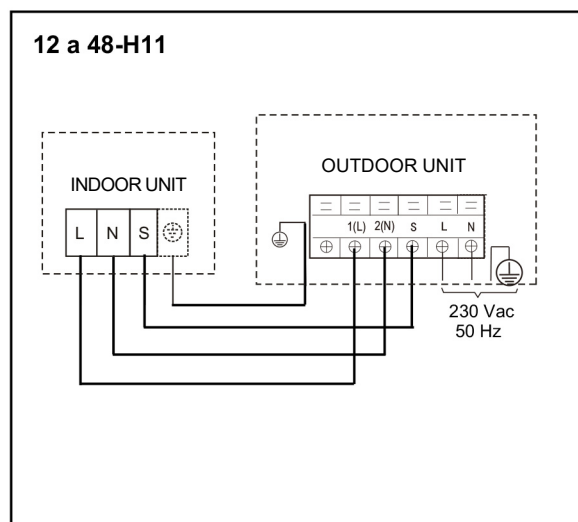 12 a 48-H11
OUTDOOR UNIT
INDOOR UNIT
L N S
1(L) 2(N) S L N
230 Vac
50 Hz